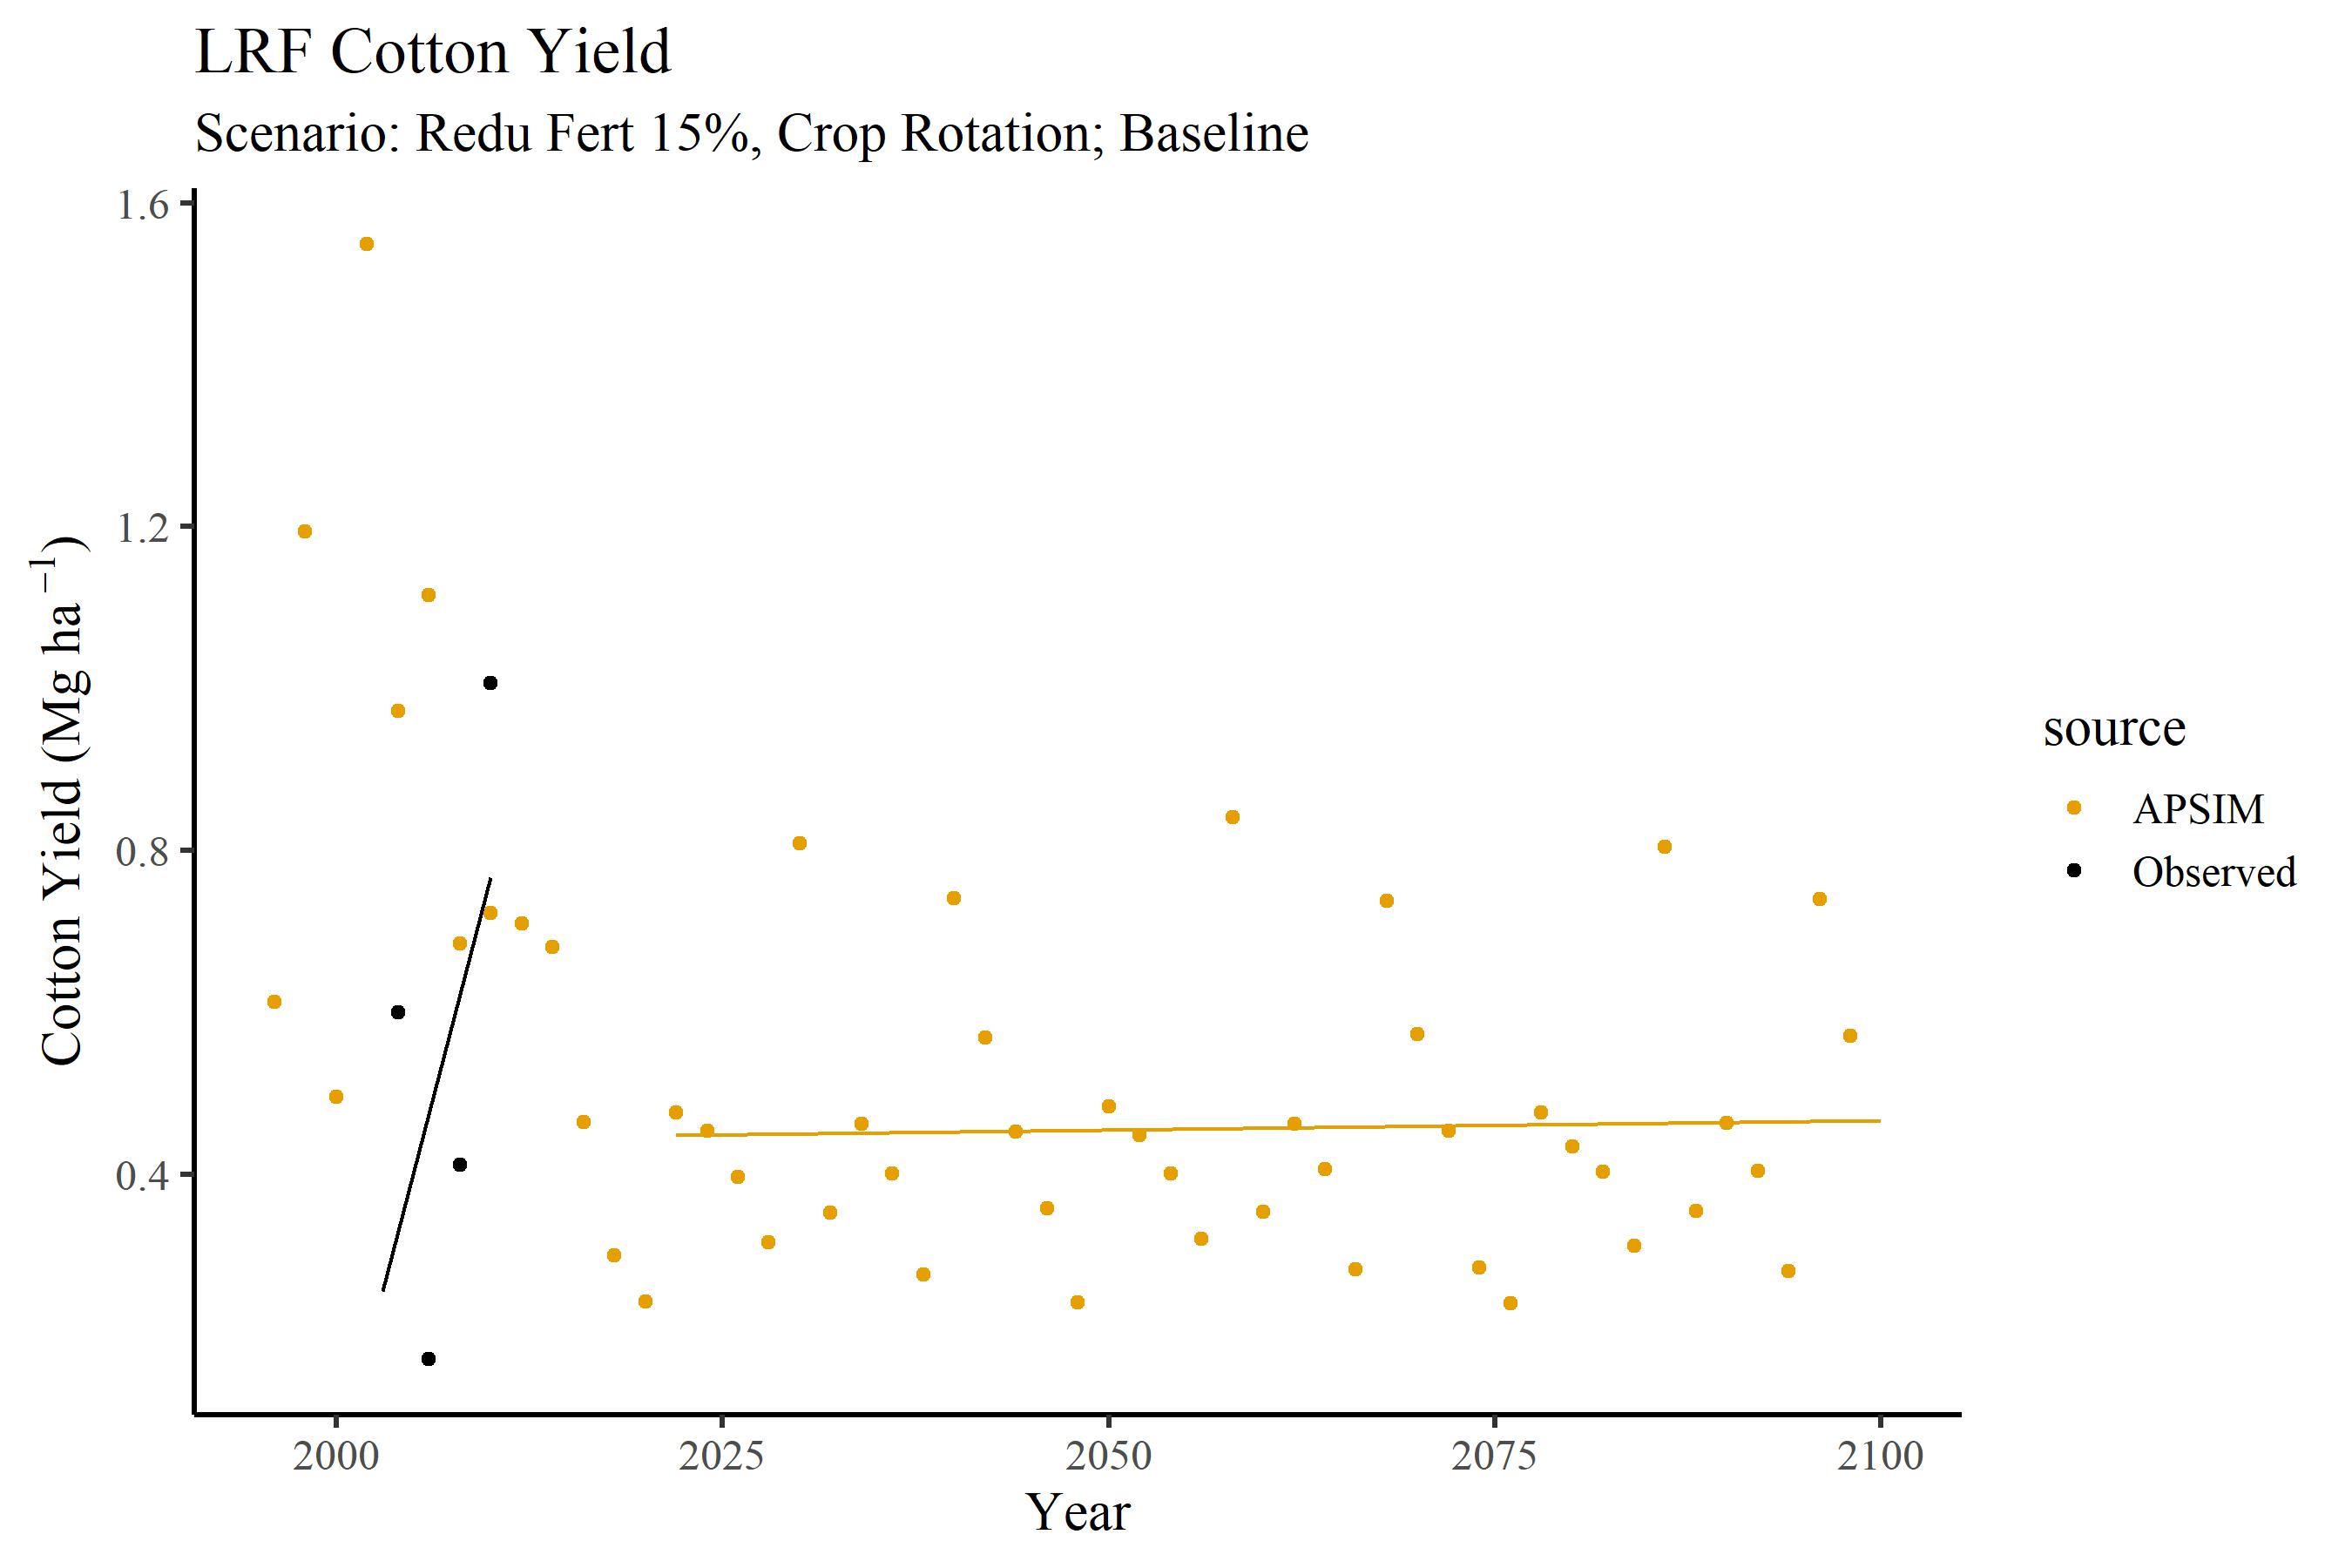 LRF Cotton Yield
Scenario: Redu Fert 15%, Crop Rotation; Baseline
1.6
1.2
0.8
0.4
Cotton Yield (Mg ha −1)
2000 2025 2050 2075 2100
Year
source
APSIM
Observed